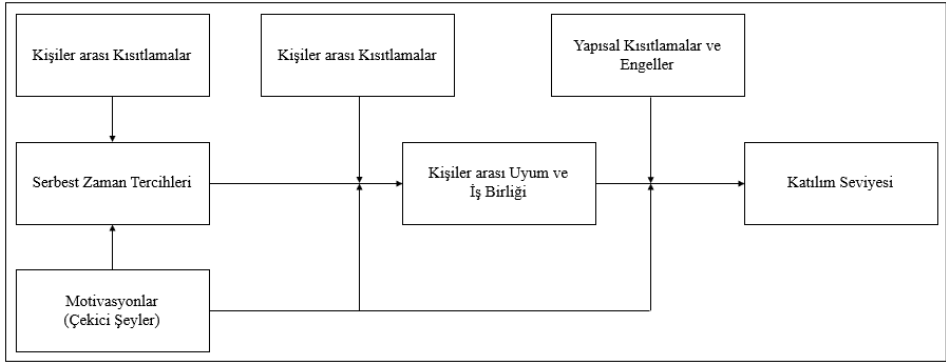 Kişiler arası Kısıtlamalar
Kişiler arası Kısıtlamalar
Yapısal Kısıtlamalar ve
Engeller
Serbest Zaman Tercihleri
Kişiler arası Uyum ve
İş Birliği
Katılım Seviyesi
Motivasyonlar
(Çekici Şeyler)